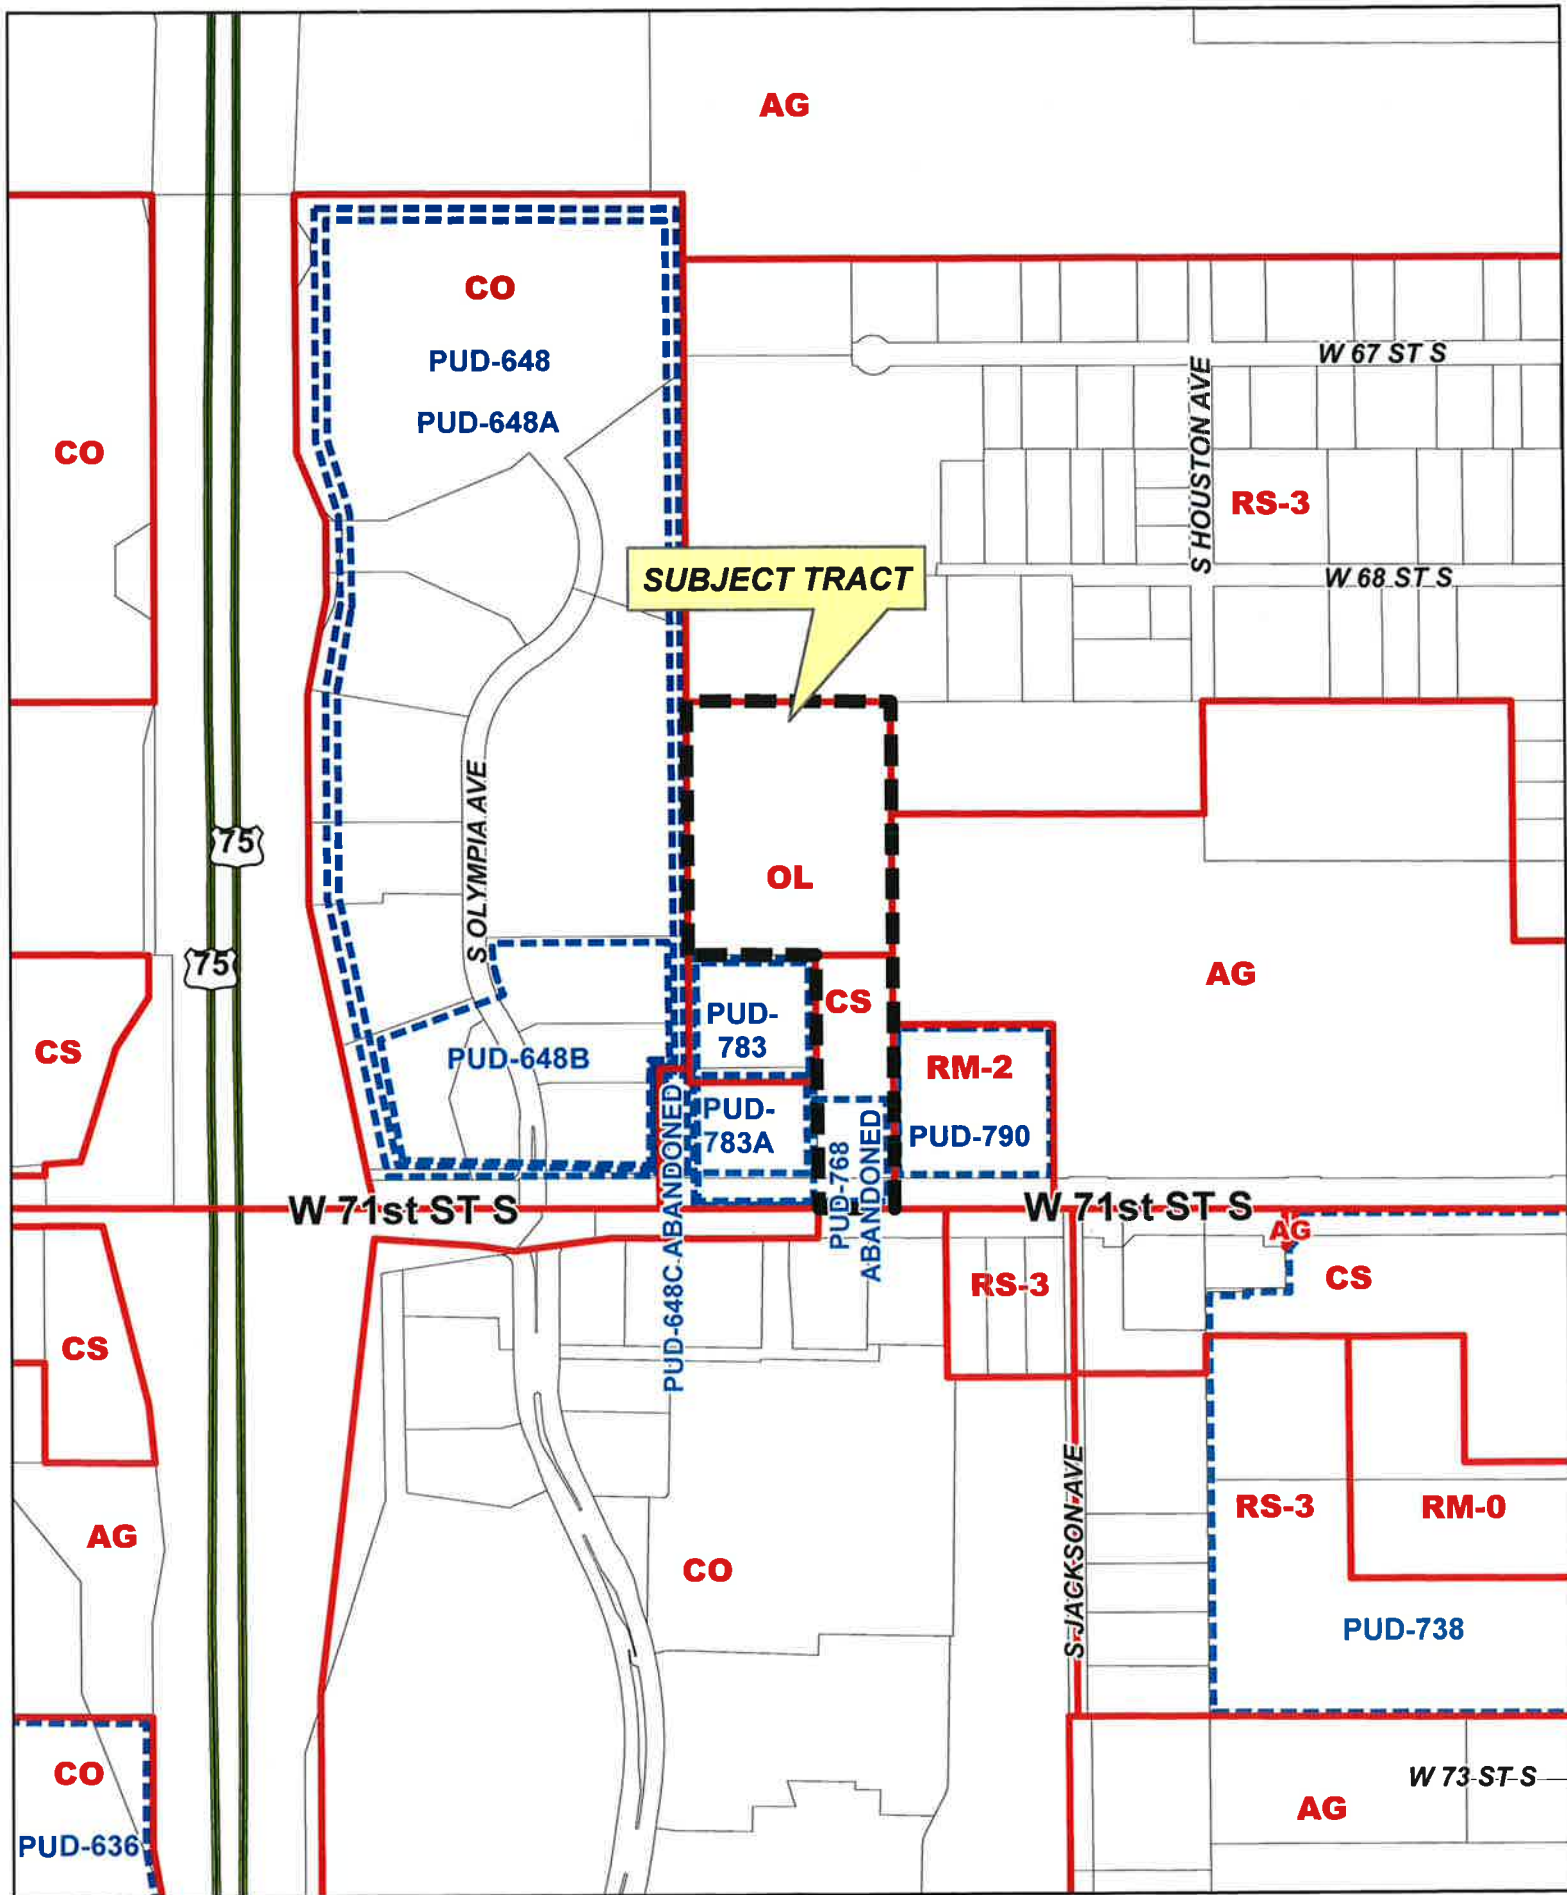 AG
CO
PUD-648
PUD-648A
W 67 ST S
S HOUSTON AVE
CO
RS-3
SUBJECT TRACT
W 68 ST S
75
S OLYMPIA AVE
OL
75
AG
CS
PUD-
783
CS
PUD-648B
RM-2
PUD-
783A
PUD-790
PUD-648C ABANDONED
PUD-768
ABANDONED
W 71st ST S
W 71st ST S
AG
RS-3
CS
CS
S JACKSON AVE
RS-3
RM-0
AG
CO
PUD-738
CO
W 73 ST S
AG
PUD-636